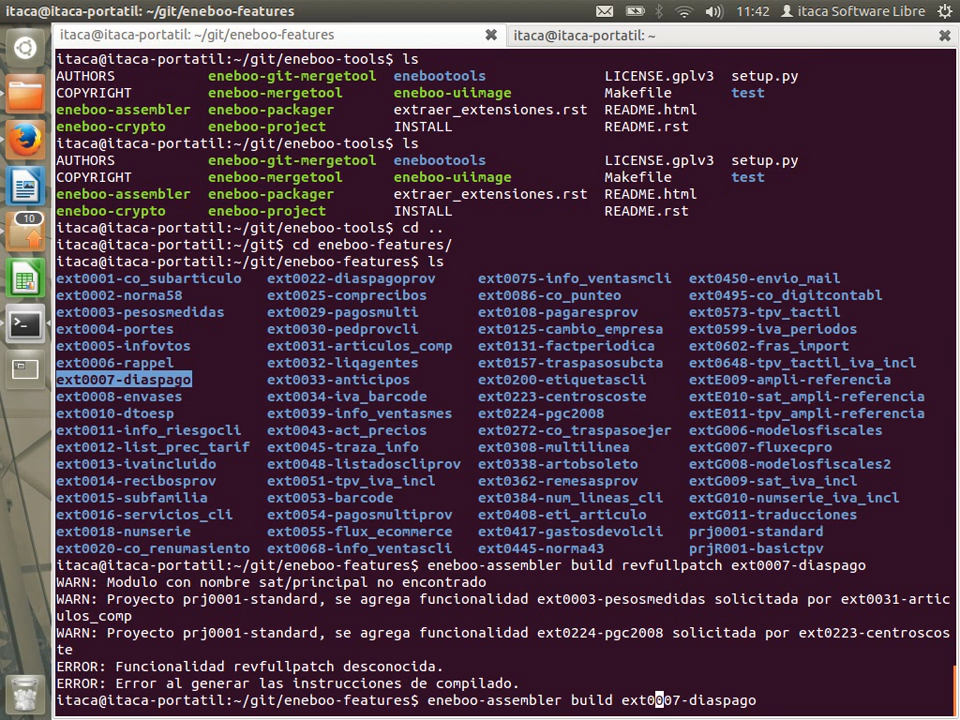 itaca@itaca-portatil: ~/git/eneboo-features
11:42 itaca Software Libre
itaca@itaca-portatil: ~/git/eneboo-features
itaca@itaca-portatil: ~
10
itaca@itaca-portatil:~/git/eneboo-tools$ ls
AUTHORS eneboo-git-mergetool enebootools LICENSE.gplv3 setup.py
COPYRIGHT eneboo-mergetool eneboo-uiimage Makefile test
eneboo-assembler eneboo-packager extraer_extensiones.rst README.html
eneboo-crypto eneboo-project INSTALL README.rst
itaca@itaca-portatil:~/git/eneboo-tools$ ls
AUTHORS eneboo-git-mergetool enebootools LICENSE.gplv3 setup.py
COPYRIGHT eneboo-mergetool eneboo-uiimage Makefile test
eneboo-assembler eneboo-packager extraer_extensiones.rst README.html
eneboo-crypto eneboo-project INSTALL README.rst
itaca@itaca-portatil:~/git/eneboo-tools$ cd ..
itaca@itaca-portatil:~/git$ cd eneboo-features/
itaca@itaca-portatil:~/git/eneboo-features$ ls
ext0001-co_subarticulo ext0022-diaspagoprov ext0075-info_ventasmcli ext0450-envio_mail
ext0002-norma58 ext0025-comprecibos ext0086-co_punteo ext0495-co_digitcontabl
ext0003-pesosmedidas ext0029-pagosmulti ext0108-pagaresprov ext0573-tpv_tactil
ext0004-portes ext0030-pedprovcli ext0125-cambio_empresa ext0599-iva_periodos
ext0005-infovtos ext0031-articulos_comp ext0131-factperiodica ext0602-fras_import
ext0006-rappel ext0032-liqagentes ext0157-traspasosubcta ext0648-tpv_tactil_iva_incl
ext0007-diaspago ext0033-anticipos ext0200-etiquetascli extE009-ampli-referencia
ext0008-envases ext0034-iva_barcode ext0223-centroscoste extE010-sat_ampli-referencia
ext0010-dtoesp ext0039-info_ventasmes ext0224-pgc2008 extE011-tpv_ampli-referencia
ext0011-info_riesgocli ext0043-act_precios ext0272-co_traspasoejer extG006-modelosfiscales
ext0012-list_prec_tarif ext0045-traza_info ext0308-multilinea extG007-fluxecpro
ext0013-ivaincluido ext0048-listadoscliprov ext0338-artobsoleto extG008-modelosfiscales2
ext0014-recibosprov ext0051-tpv_iva_incl ext0362-remesasprov extG009-sat_iva_incl
ext0015-subfamilia ext0053-barcode ext0384-num_lineas_cli extG010-numserie_iva_incl
ext0016-servicios_cli ext0054-pagosmultiprov ext0408-eti_articulo extG011-traducciones
ext0018-numserie ext0055-flux_ecommerce ext0417-gastosdevolcli prj0001-standard
ext0020-co_renumasiento ext0068-info_ventascli ext0445-norma43 prjR001-basictpv
itaca@itaca-portatil:~/git/eneboo-features$ eneboo-assembler build revfullpatch ext0007-diaspago
WARN: Modulo con nombre sat/principal no encontrado
WARN: Proyecto prj0001-standard, se agrega funcionalidad ext0003-pesosmedidas solicitada por ext0031-artic
ulos_comp
WARN: Proyecto prj0001-standard, se agrega funcionalidad ext0224-pgc2008 solicitada por ext0223-centroscos
te
ERROR: Funcionalidad revfullpatch desconocida.
ERROR: Error al generar las instrucciones de compilado.
itaca@itaca-portatil:~/git/eneboo-features$ eneboo-assembler build ext0007-diaspago